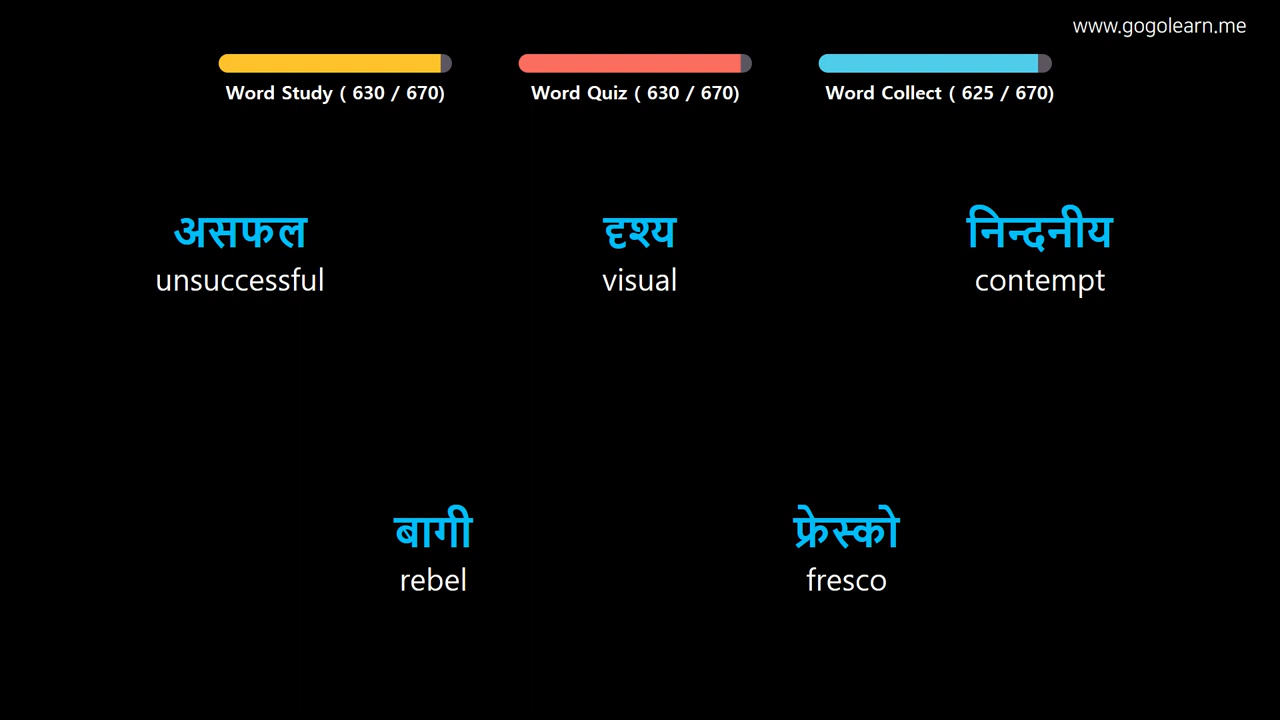 www.gogolearn.me
Word Study ( 630 / 670)
Word Quiz ( 630 / 670)
Word Collect ( 625 / 670)
असफल
unsuccessful
दृश्य
visual
निन्दनीय
contempt
बागी
rebel
फ्रेस्को
fresco